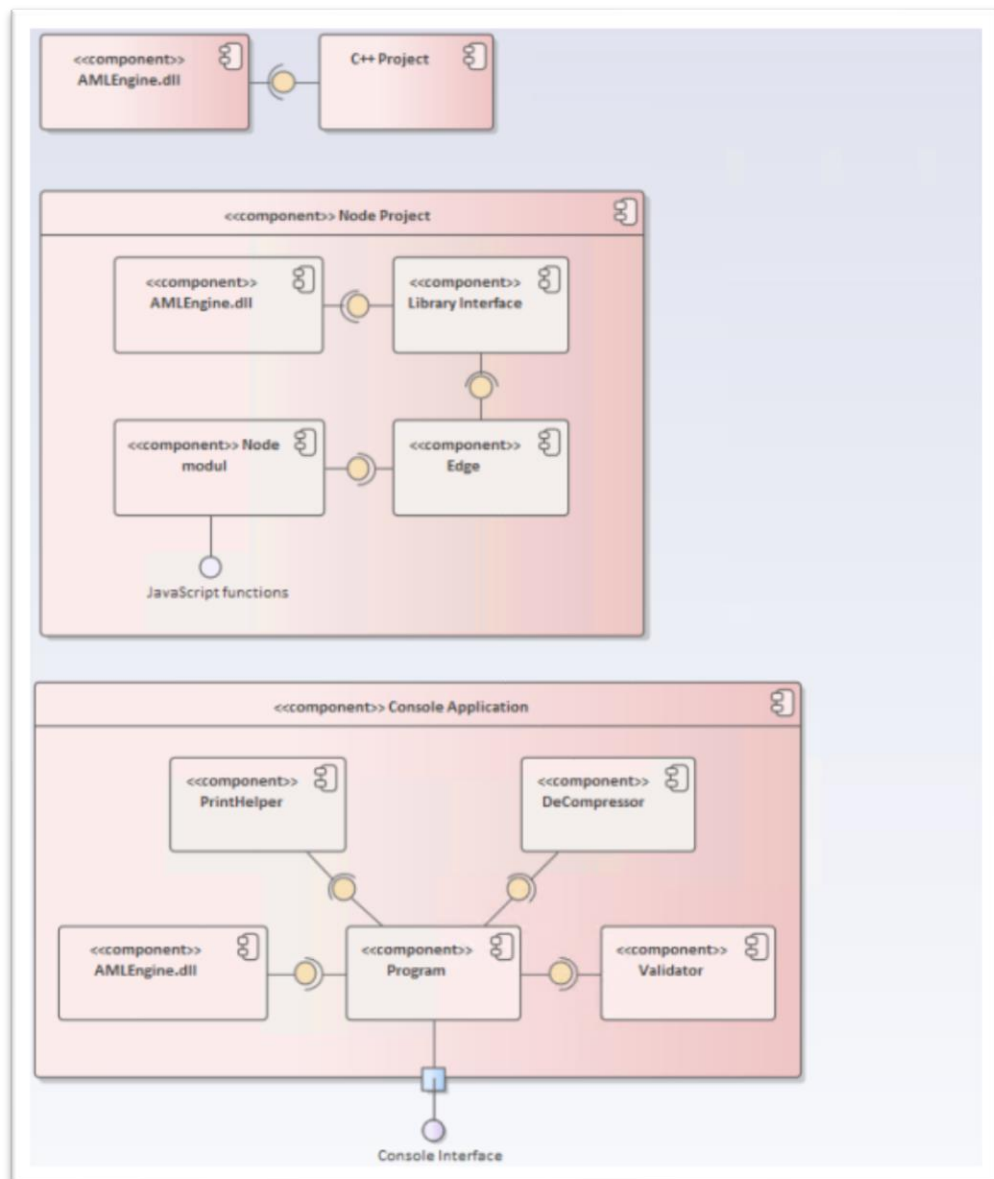 <<component>>
AMLEngine.dll
C++ Project
<<component>> Node Project
<<component>>
AMLEngine.dll
<<component>>
Library Interface
<<component>> Node
modul
<<component>>
Edge
JavaScript functions
<<component>> Console Application
<<component>>
PrintHelper
<<component>>
DeCompressor
<<component>>
AMLEngine.dll
<<component>>
Program
<<component>>
Validator
Console Interface